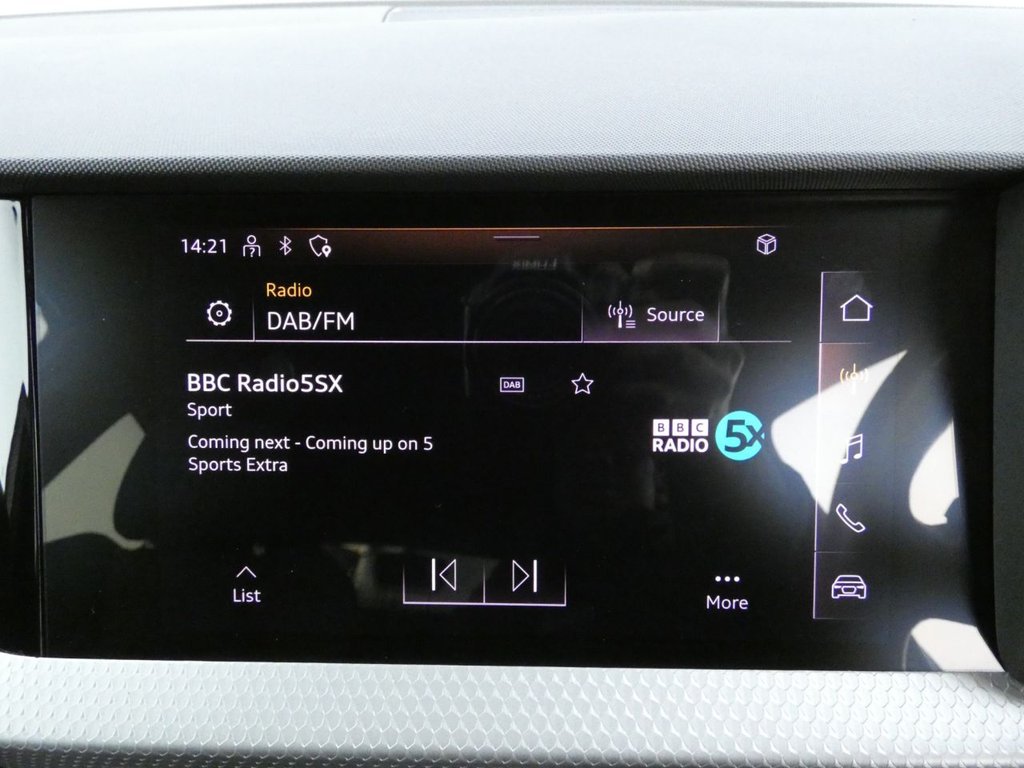 14:21
Radio
DAB/FM
Source
BBC Radio5SX
DAB
Sport
Coming next - Coming up on 5
Sports Extra
BBC
RADIO
5x
List
More